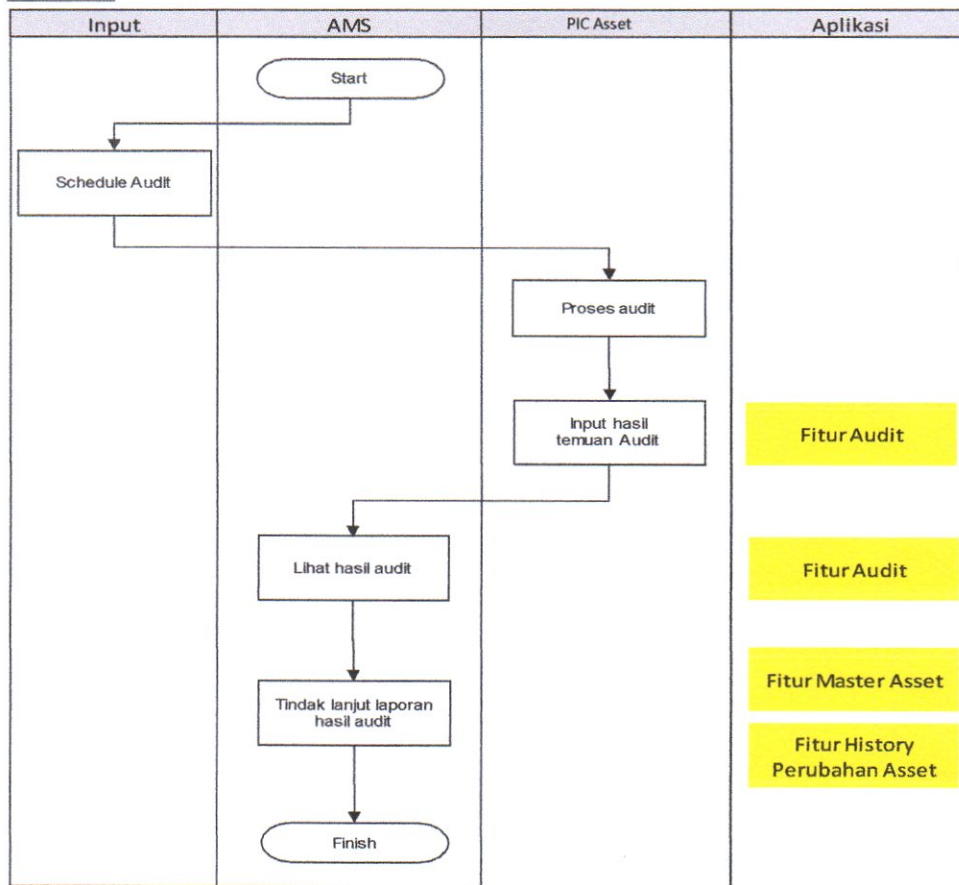 Input AMS PIC Asset Aplikasi
Start
Schedule Audit
Proses audit
Input hasil
temuan Audit
Fitur Audit
Lihat hasil audit
Fitur Audit
Fitur Master Asset
Tindak lanjut laporan
hasil audit
Fitur History
Perubahan Asset
Finish